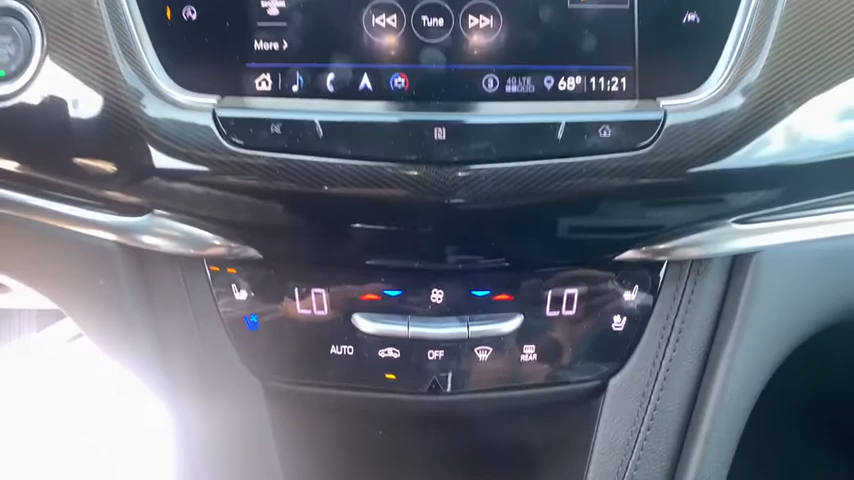 Tune
More >
4G LTE
68°
11:21
LO
LO
AUTO
OFF
REAR